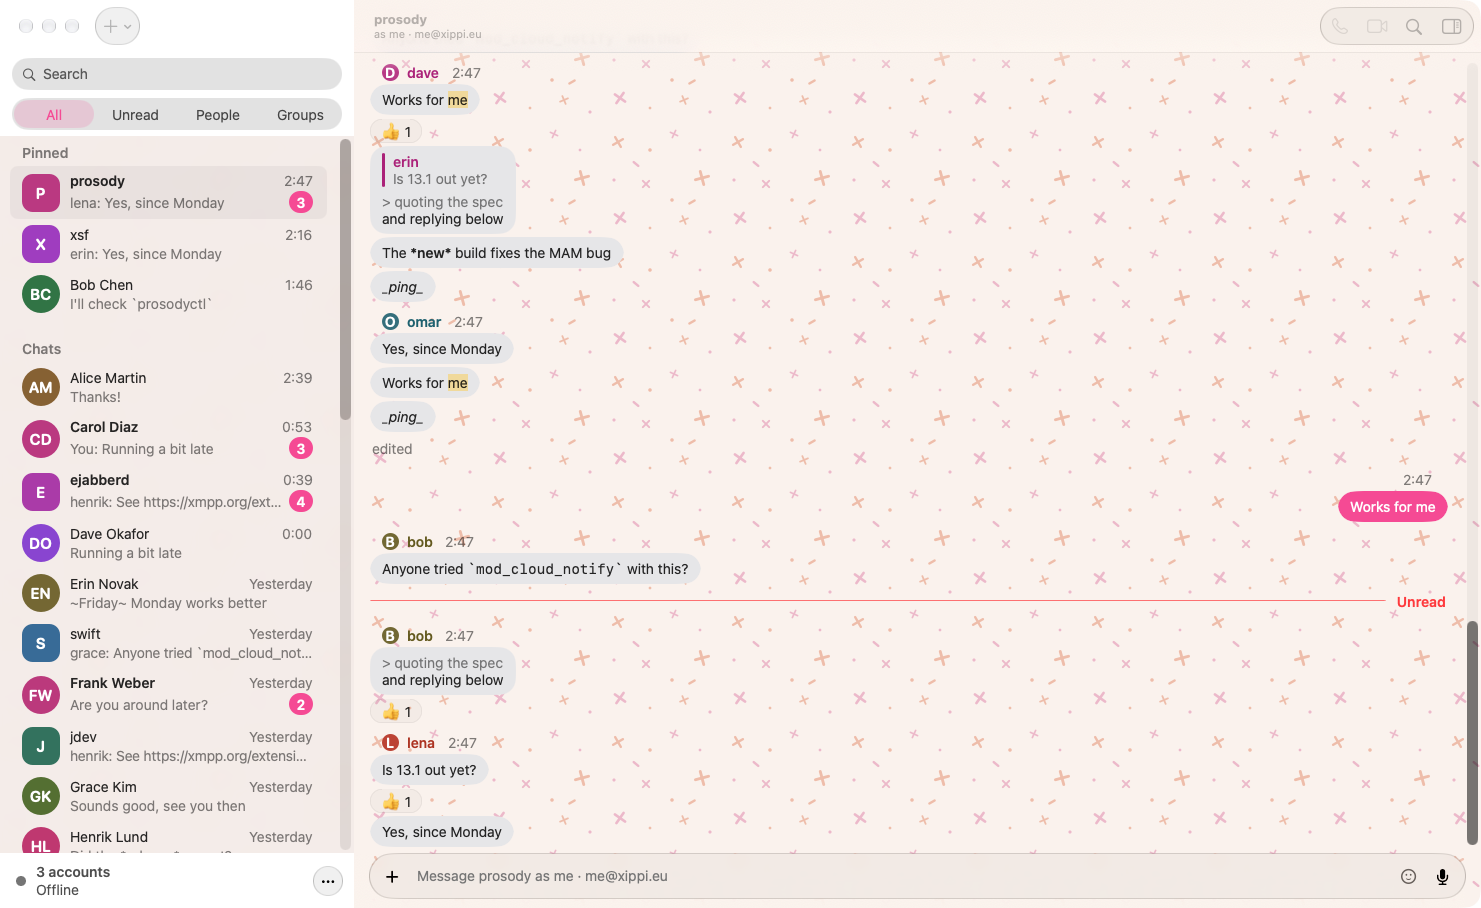 Search
All
Unread
People
Groups
Pinned
P
prosody
2:47
lena: Yes, since Monday
3
X
xsf
2:16
erin: Yes, since Monday
BC
Bob Chen
1:46
I'll check `prosodyctl`
Chats
AM
Alice Martin
2:39
Thanks!
CD
Carol Diaz
0:53
You: Running a bit late
3
E
ejabberd
0:39
henrik: See https://xmpp.org/ext...
4
DO
Dave Okafor
0:00
Running a bit late
EN
Erin Novak
Yesterday
~Friday~ Monday works better
S
swift
Yesterday
grace: Anyone tried `mod_cloud_not...
FW
Frank Weber
Yesterday
Are you around later?
2
J
jdev
Yesterday
henrik: See https://xmpp.org/extensi...
GK
Grace Kim
Yesterday
Sounds good, see you then
HL
Henrik Lund
Yesterday
3 accounts
Offline
prosody
as me · me@xippi.eu
D dave 2:47
Works for me
👍 1
erin
Is 13.1 out yet?
> quoting the spec
and replying below
The *new* build fixes the MAM bug
_ping_
O omar 2:47
Yes, since Monday
Works for me
_ping_
edited
2:47
Works for me
B bob 2:47
Anyone tried `mod_cloud_notify` with this?
Unread
B bob 2:47
> quoting the spec
and replying below
👍 1
L lena 2:47
Is 13.1 out yet?
👍 1
Yes, since Monday
Message prosody as me · me@xippi.eu